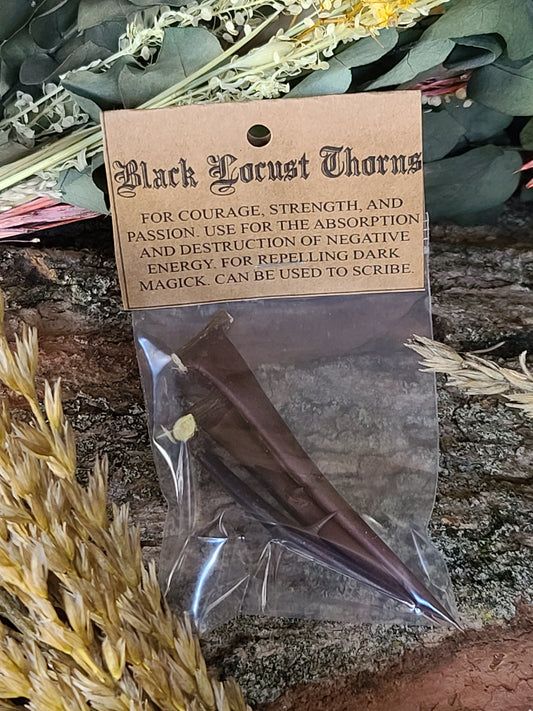 Black Locust Thorns
FOR COURAGE, STRENGTH, AND
PASSION. USE FOR THE ABSORPTION
AND DESTRUCTION OF NEGATIVE
ENERGY. FOR REPELLING DARK
MAGICK. CAN BE USED TO SCRIBE.